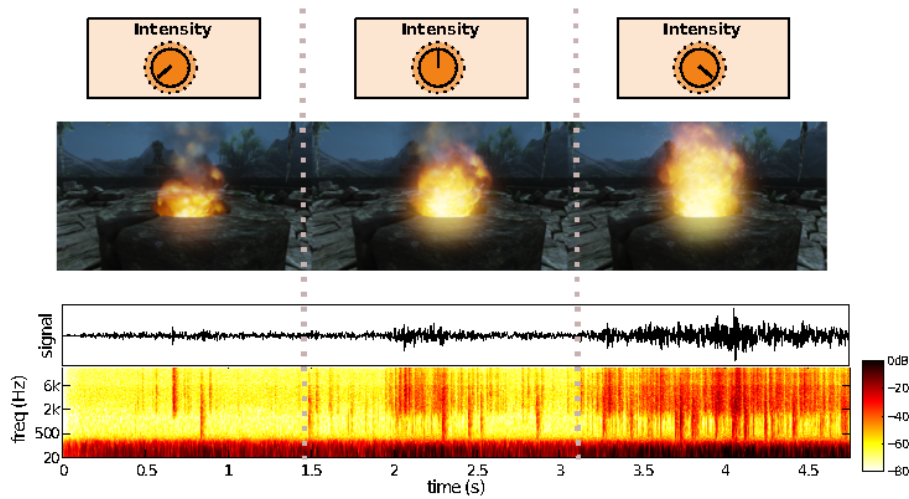 Intensity Intensity Intensity
signal
freq (Hz)
6k
2k
500
20
0 0.5 1 1.5 2 2.5 3 3.5 4 4.5
time (s)
0dB
−20
−40
−60
−80